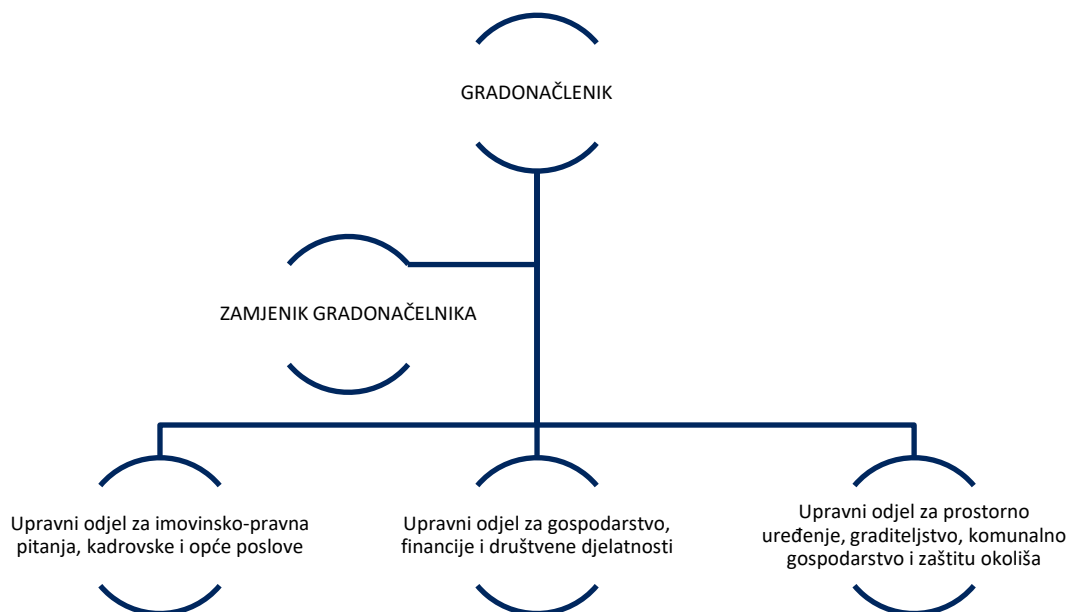 GRADONAČLENIK
ZAMJENIK GRADONAČELNIKA
Upravni odjel za imovinsko-pravna
pitanja, kadrovske i opće poslove
Upravni odjel za gospodarstvo,
financije i društvene djelatnosti
Upravni odjel za prostorno
uređenje, graditeljstvo, komunalno
gospodarstvo i zaštitu okoliša